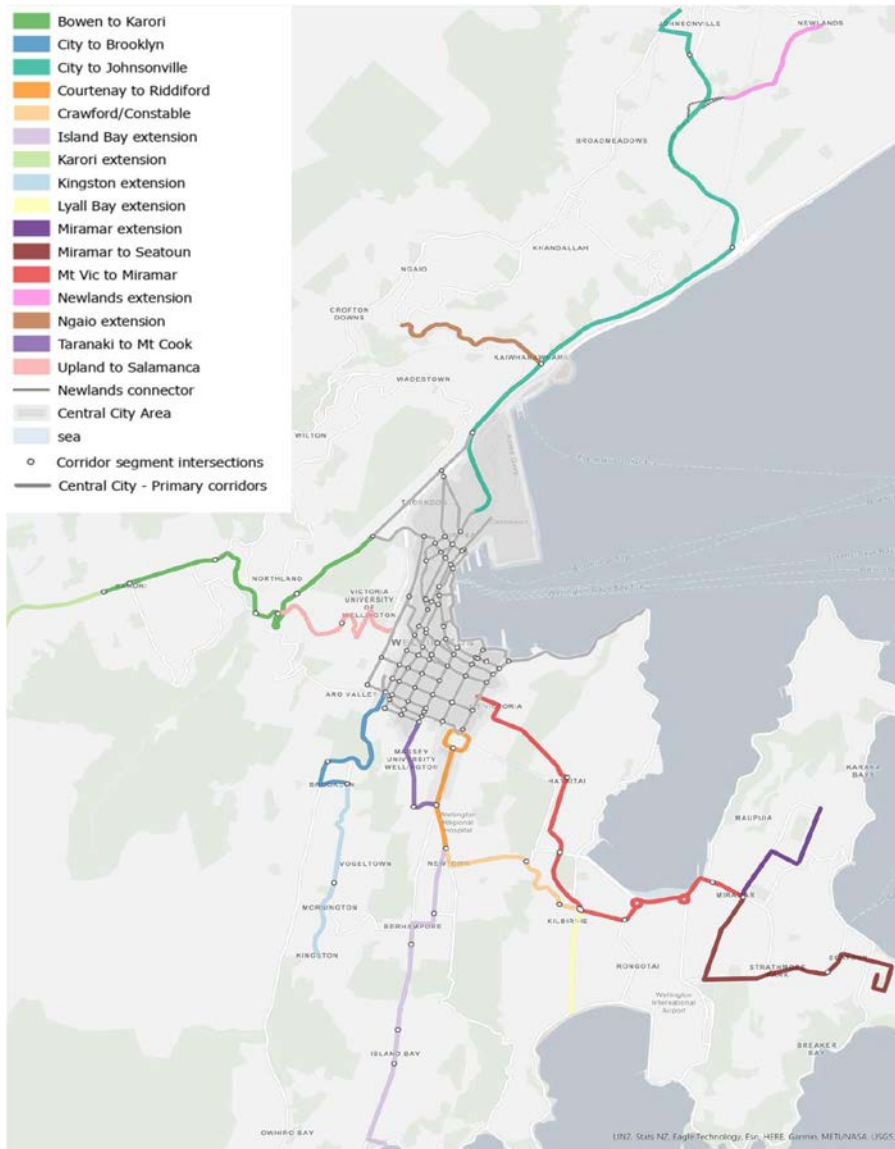 Bowen to Karori
City to Brooklyn
City to Johnsonville
Courtenay to Riddiford
Crawford/Constable
Island Bay extension
Karori extension
Kingston extension
Lyall Bay extension
Miramar extension
Miramar to Seatoun
Mt Vic to Miramar
Newlands extension
Ngaio extension
Taranaki to Mt Cook
Upland to Salamanca
Newlands connector
Central City Area
sea
Corridor segment intersections
Central City - Primary corridors
JOHNSONVILLE
NEWLANDS
BROADMEADOWS
KHANDALLAH
NGAIO
CROFTON
DOWNS
WADESTOWN
WILTON
NORTHLAND
VICTORIA
UNIVERSITY
OF
WELLINGTON
ARO VALLEY
MASSEY
UNIVERSITY
WELLINGTON
BROOKLYN
Wellington
Regional
Hospital
KARAKA
BAYS
MAUPUIA
VOGELTOWN
MORNINGTON
BERHAMPORE
KINGSTON
KILBIRNIE
MIRAMAR
RONGOTAI
STRATHMORE
Wellington
International
Airport
BREAKER
BAY
ISLAND BAY
OWHIRO BAY
LINZ, Stats NZ, Eagle Technology, Esri, HERE, Garmin, METI/NASA, USGS